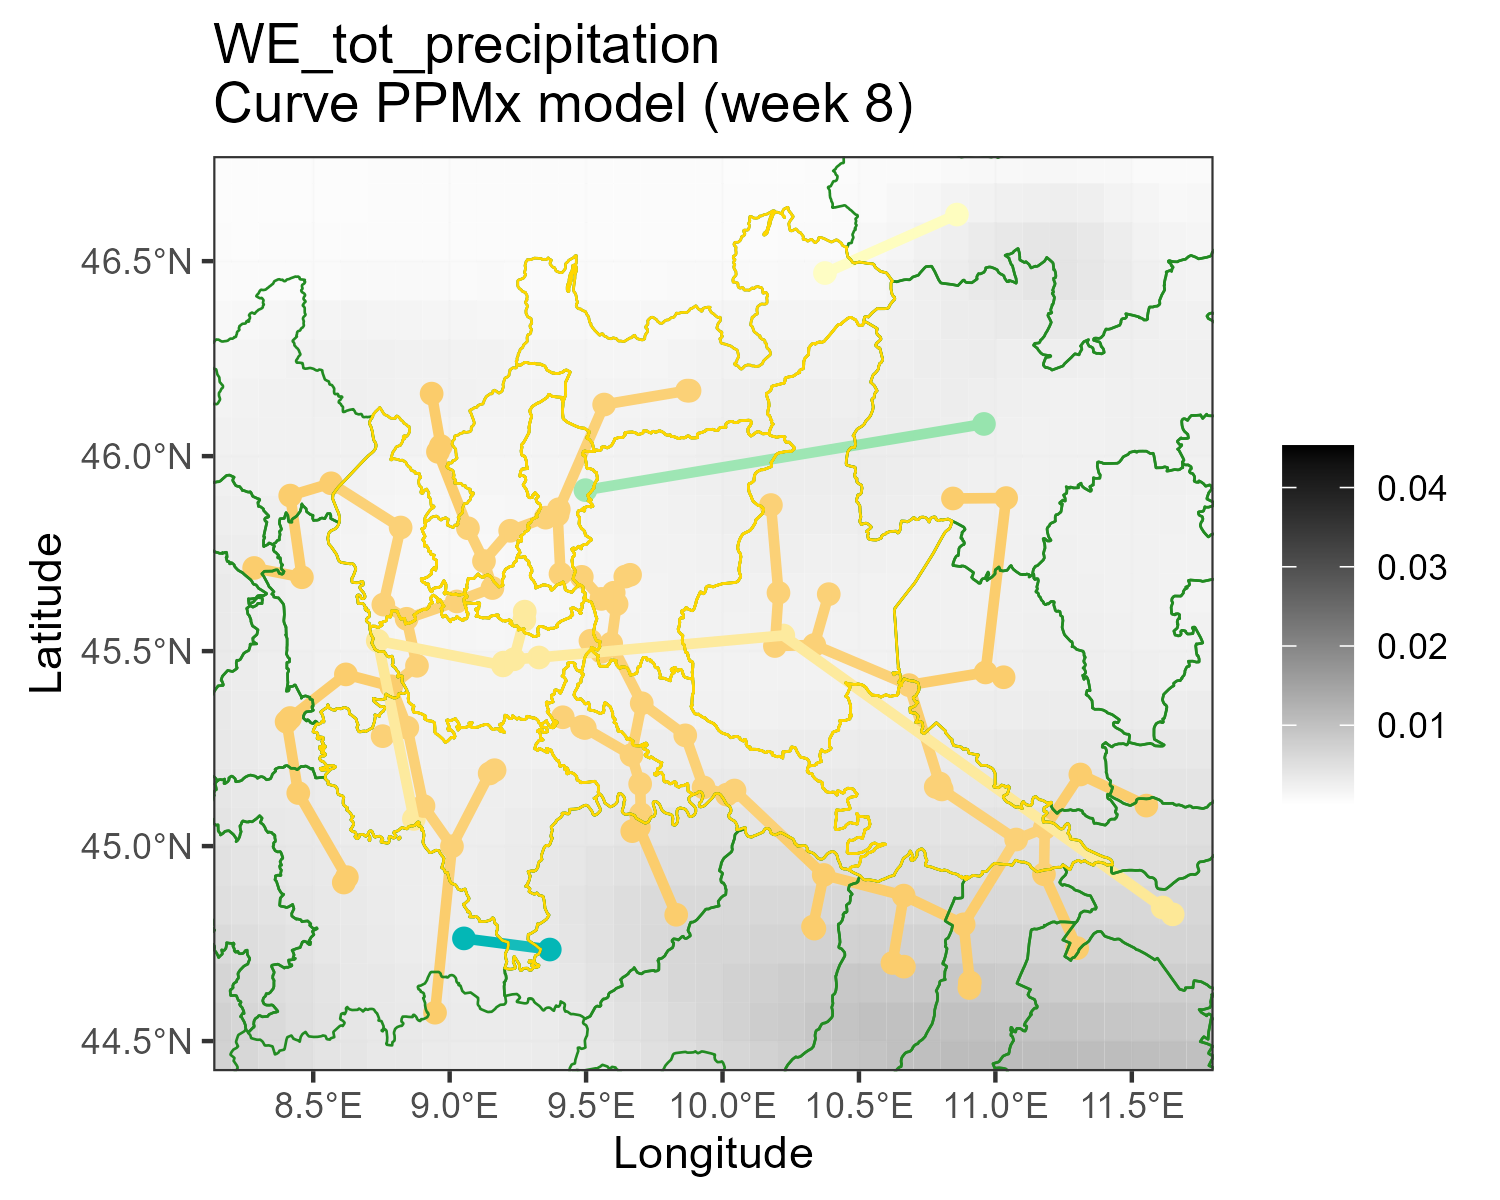 WE_tot_precipitation
Curve PPMx model (week 8)
46.5°N
46.0°N
45.5°N
45.0°N
44.5°N
Latitude
8.5°E 9.0°E 9.5°E 10.0°E 10.5°E 11.0°E 11.5°E
Longitude
0.04
0.03
0.02
0.01